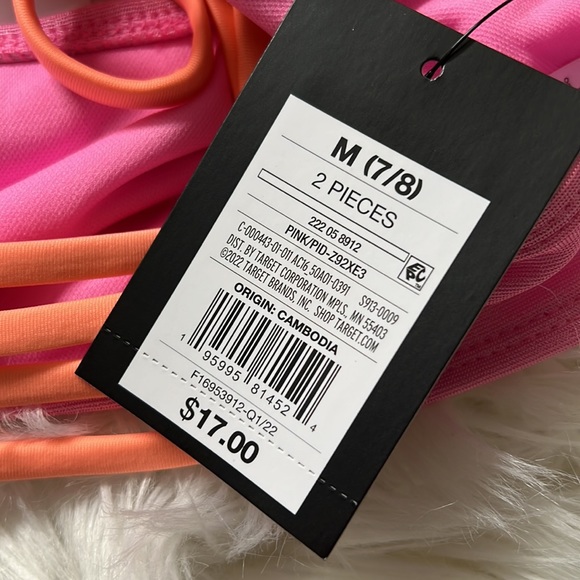 M (7/8)
2 PIECES
222 05 8912
PINK/PID-Z92XE3
C-000443-01-011 AC16 50A01-0391 S913-0009
DIST. BY TARGET CORPORATION MPLS, MN 55403
©2022 TARGET BRANDS, INC. SHOP TARGET.COM
ORIGIN: CAMBODIA
1 95995 81452 4
F16953912-Q1/22
$17.00